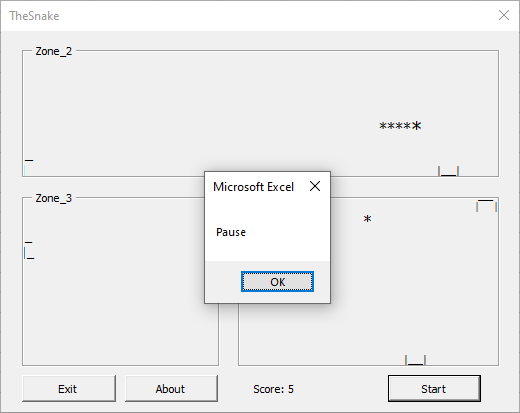 TheSnake
Zone_2
*****
Microsoft Excel
Zone_3
*
Pause
OK
Exit
About
Score: 5
Start